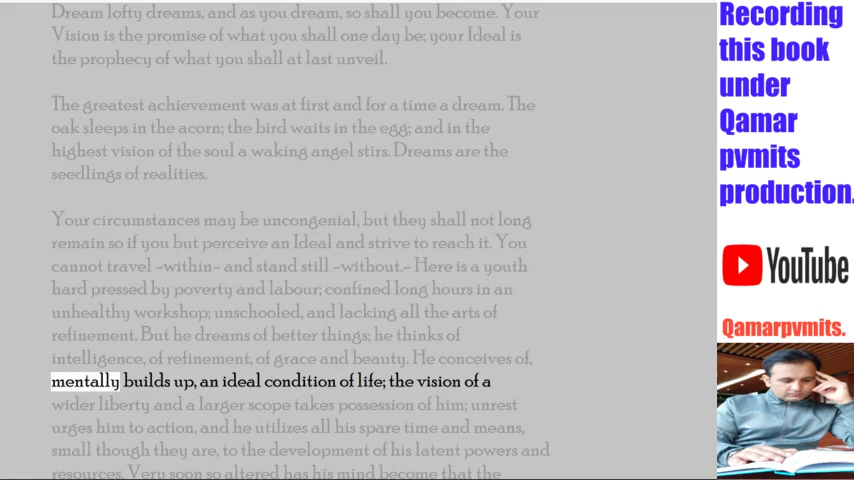 Dream lofty dreams, and as you dream, so shall you become. Your
Vision is the promise of what you shall one day be; your Ideal is
the prophecy of what you shall at last unveil.
The greatest achievement was at first and for a time a dream. The
oak sleeps in the acorn; the bird waits in the egg; and in the
highest vision of the soul a waking angel stirs. Dreams are the
seedlings of realities.
Your circumstances may be uncongenial, but they shall not long
remain so if you but perceive an Ideal and strive to reach it. You
cannot travel ~within~ and stand still ~without.~ Here is a youth
hard pressed by poverty and labour; confined long hours in an
unhealthy workshop; unschooled, and lacking all the arts of
refinement. But he dreams of better things; he thinks of
intelligence, of refinement, of grace and beauty. He conceives of,
mentally builds up, an ideal condition of life; the vision of a
wider liberty and a larger scope takes possession of him; unrest
urges him to action, and he utilizes all his spare time and means,
small though they are, to the development of his latent powers and
resources. Very soon so altered has his mind become that the
Recording
this book
under
Qamar
pvmits
production.
YouTube
Qamarpvmits.